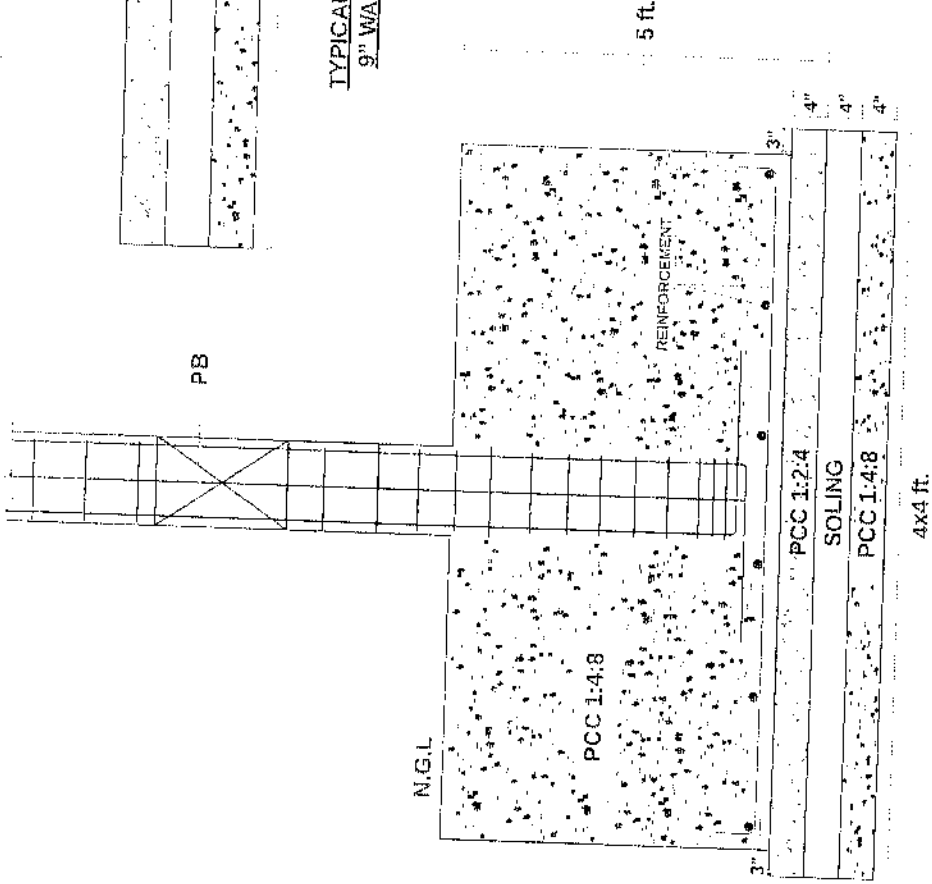 TYPICAL
9" WA
PB
5 ft.
N.G.L
REINFORCEMENT
PCC 1:4:8
3"
3"
PCC 1:2:4
4"
SOLING
4"
PCC 1:4:8
4"
4x4 ft.